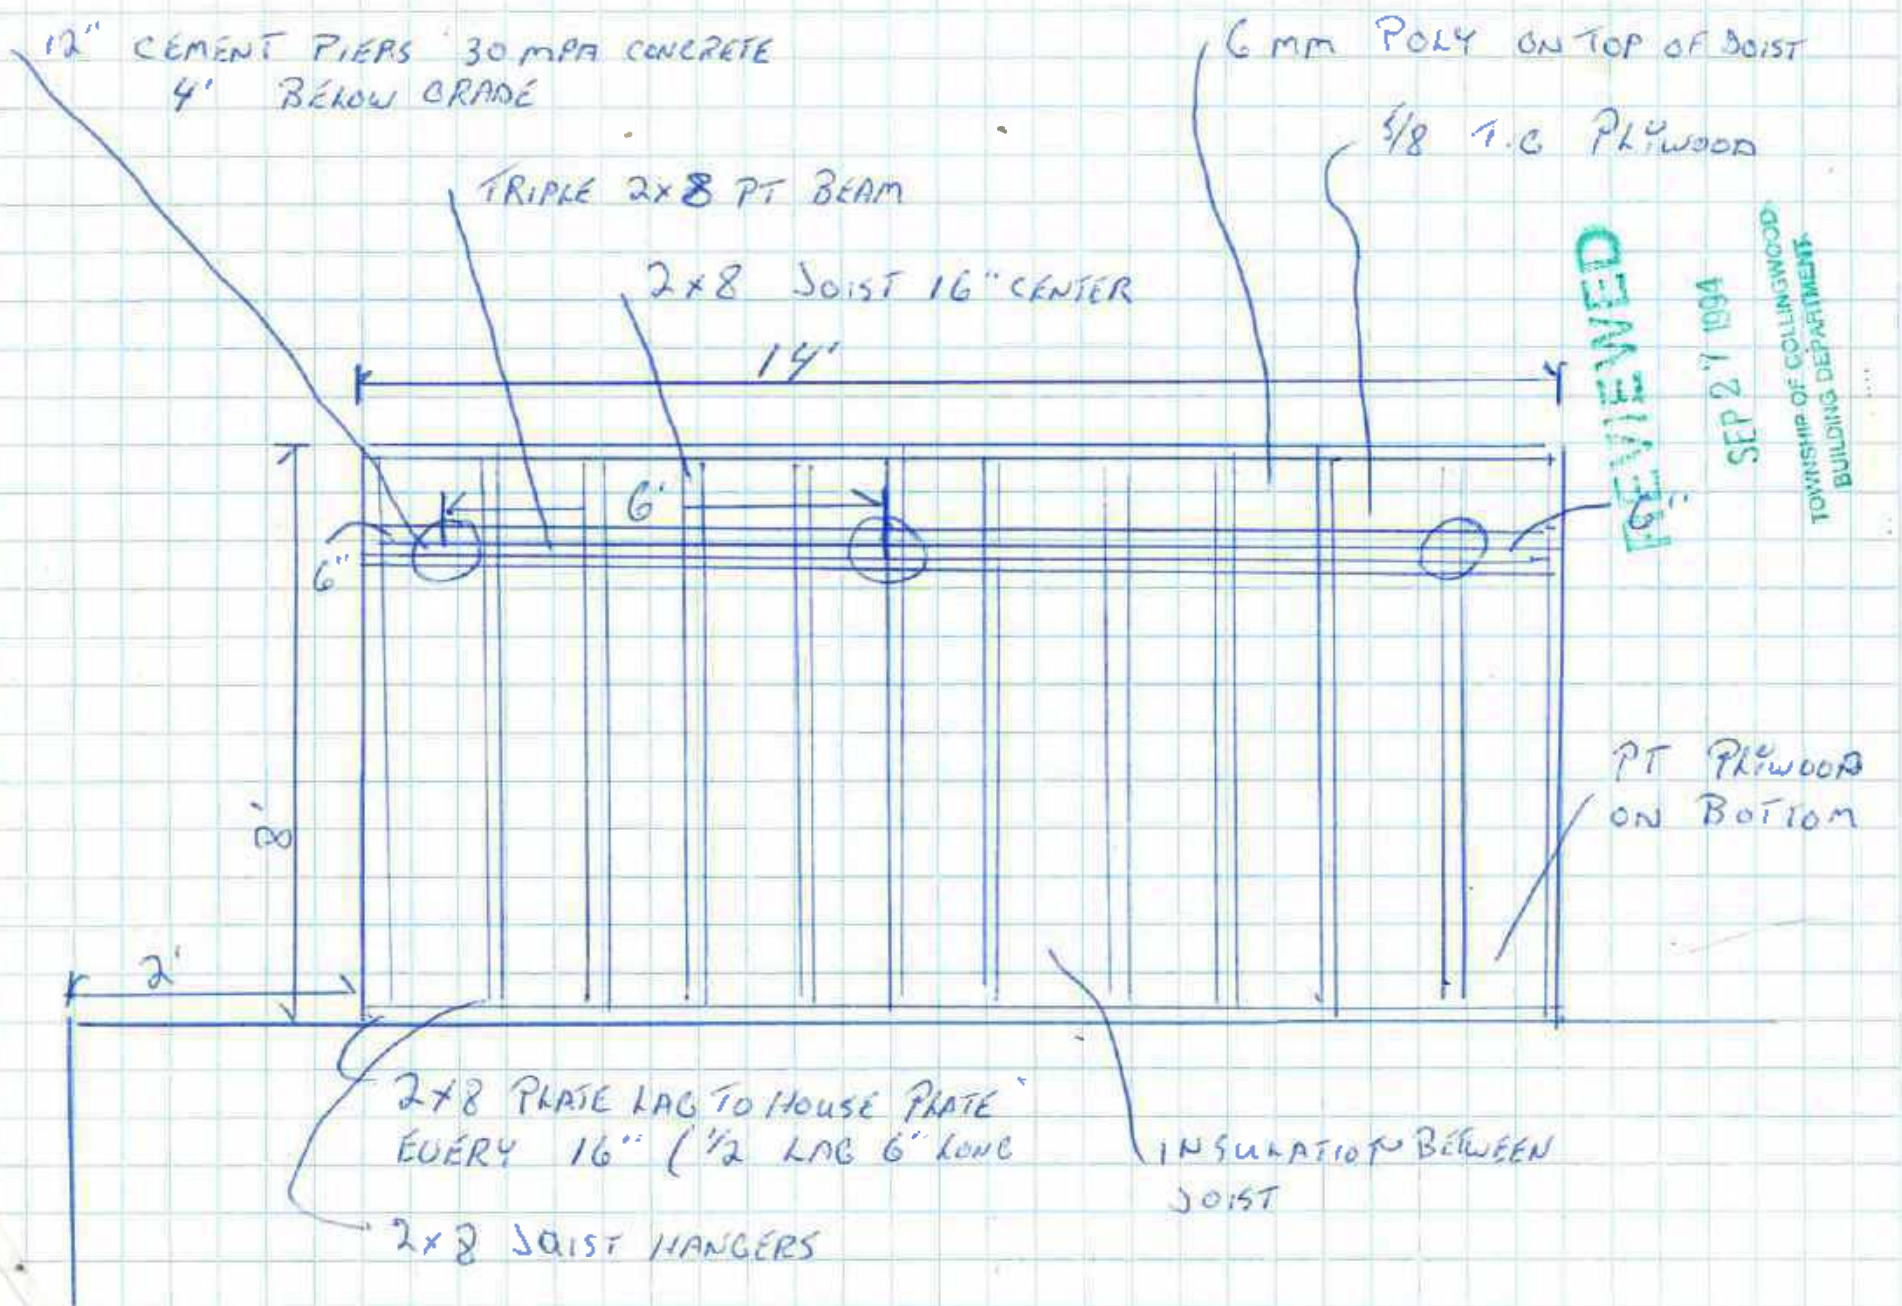 12" CEMENT PIERS 30 MPA CONCRETE
4' BELOW GRADE
6 mm POLY ON TOP OF JOIST
5/8 T.G PLYWOOD
TRIPLE 2x8 PT BEAM
2x8 JOIST 16" CENTER
14'
REVIEWED
SEP 27 1994
TOWNSHIP OF COLLINGWOOD
BUILDING DEPARTMENT
6'
6"
6"
8'
PT PLYWOOD
ON BOTTOM
2'
2x8 PLATE LAG TO HOUSE PLATE
EVERY 16" (1/2 LAG 6" LONG
INSULATION BETWEEN
JOIST
2x8 JOIST HANGERS